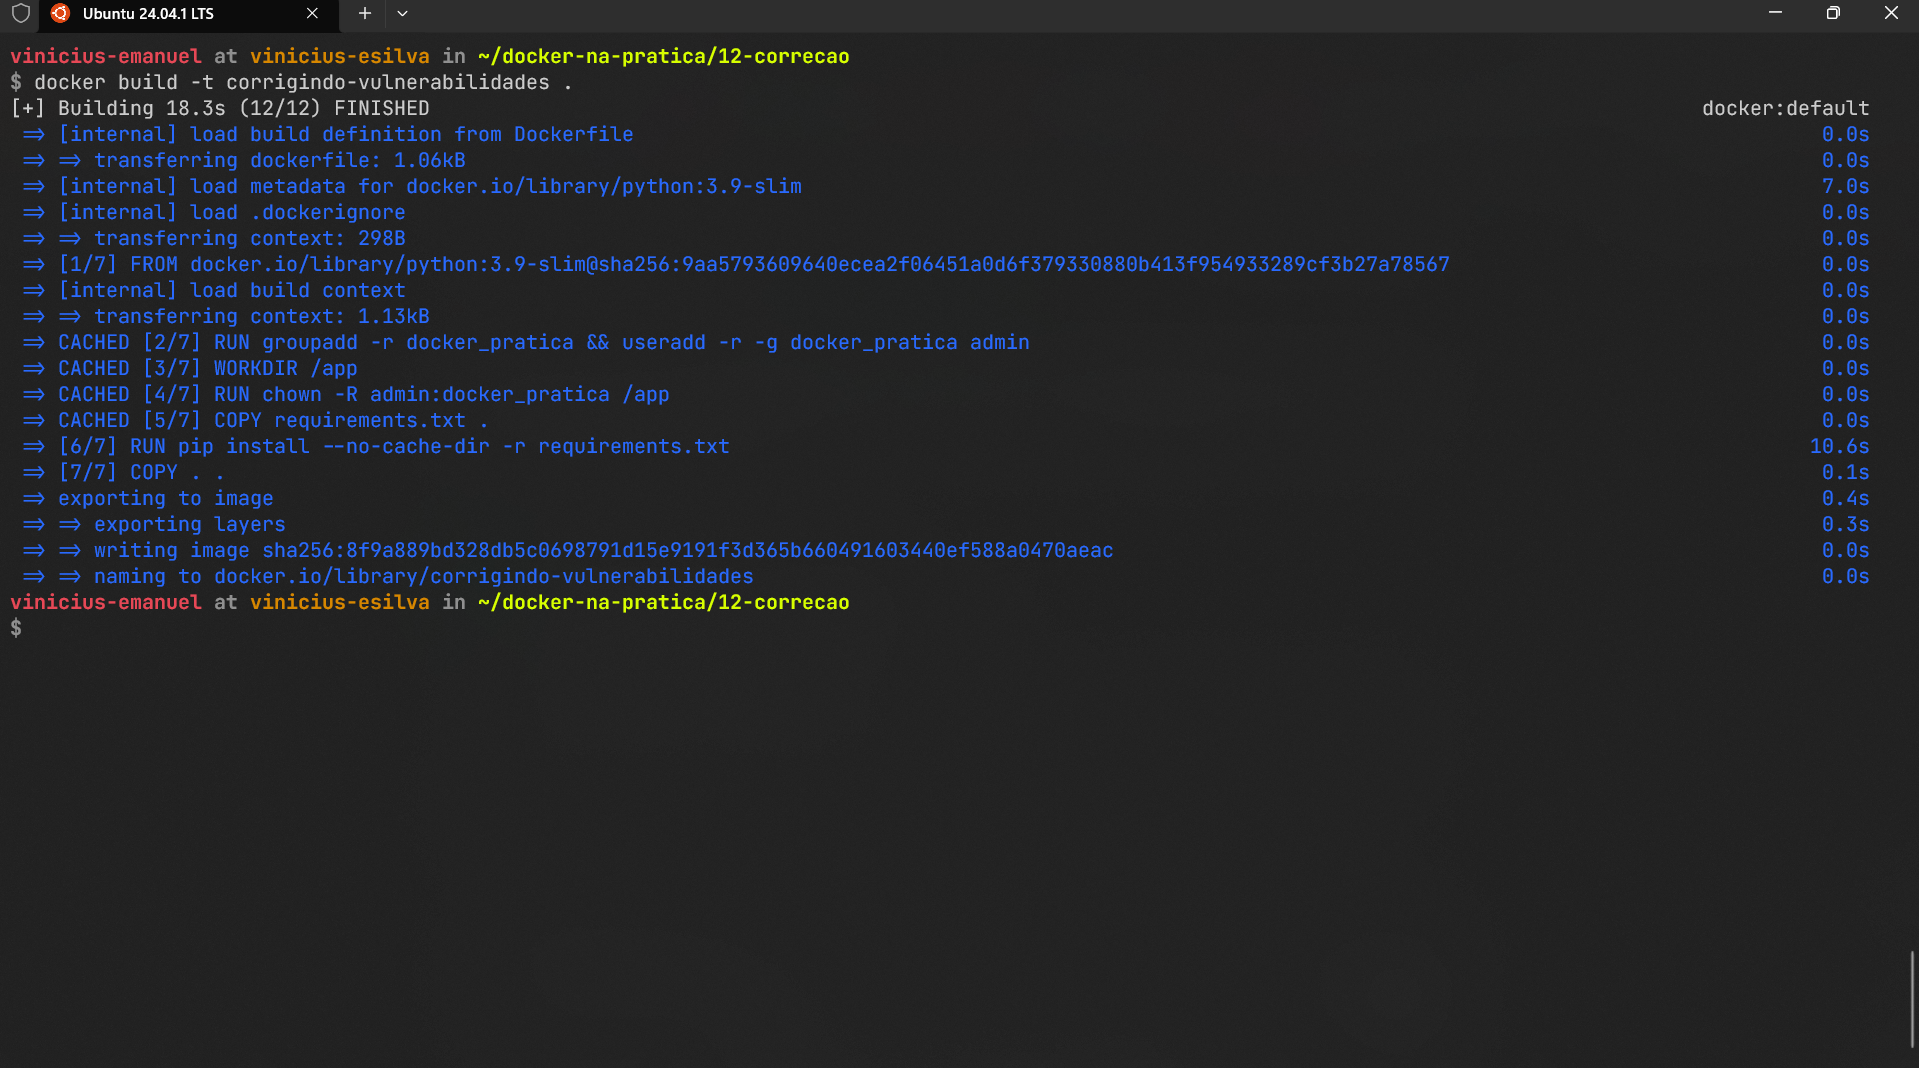 Ubuntu 24.04.1 LTS
vinicius-emanuel at vinicius-esilva in ~/docker-na-pratica/12-correcao
$ docker build -t corrigindo-vulnerabilidades .
[+] Building 18.3s (12/12) FINISHED docker:default
=> [internal] load build definition from Dockerfile 0.0s
=> => transferring dockerfile: 1.06kB 0.0s
=> [internal] load metadata for docker.io/library/python:3.9-slim 7.0s
=> [internal] load .dockerignore 0.0s
=> => transferring context: 298B 0.0s
=> [1/7] FROM docker.io/library/python:3.9-slim@sha256:9aa5793609640ecea2f06451a0d6f379330880b413f954933289cf3b27a78567 0.0s
=> [internal] load build context 0.0s
=> => transferring context: 1.13kB 0.0s
=> CACHED [2/7] RUN groupadd -r docker_pratica && useradd -r -g docker_pratica admin 0.0s
=> CACHED [3/7] WORKDIR /app 0.0s
=> CACHED [4/7] RUN chown -R admin:docker_pratica /app 0.0s
=> CACHED [5/7] COPY requirements.txt . 0.0s
=> [6/7] RUN pip install --no-cache-dir -r requirements.txt 10.6s
=> [7/7] COPY . . 0.1s
=> exporting to image 0.4s
=> => exporting layers 0.3s
=> => writing image sha256:8f9a889bd328db5c0698791d15e9191f3d365b660491603440ef588a0470aeac 0.0s
=> => naming to docker.io/library/corrigindo-vulnerabilidades 0.0s
vinicius-emanuel at vinicius-esilva in ~/docker-na-pratica/12-correcao
$